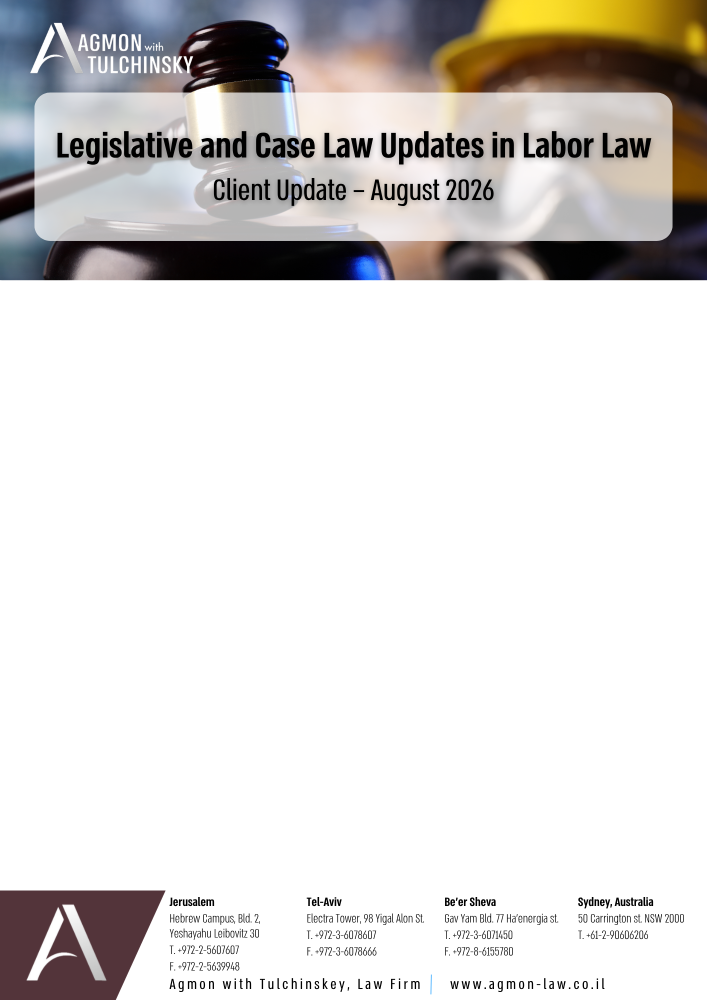 AGMON with
TULCHINSKY
Legislative and Case Law Updates in Labor Law
Client Update – August 2026
Jerusalem
Hebrew Campus, Bld. 2,
Yeshayahu Leibovitz 30
T. +972-2-5607607
F. +972-2-5639948
Tel-Aviv
Electra Tower, 98 Yigal Alon St.
T. +972-3-6078607
F. +972-3-6078666
Be’er Sheva
Gav Yam Bld. 77 Ha’energia st.
T. +972-3-6071450
F. +972-8-6155780
Sydney, Australia
50 Carrington st. NSW 2000
T. +61-2-90606206
Agmon with Tulchinskey, Law Firm | www.agmon-law.co.il